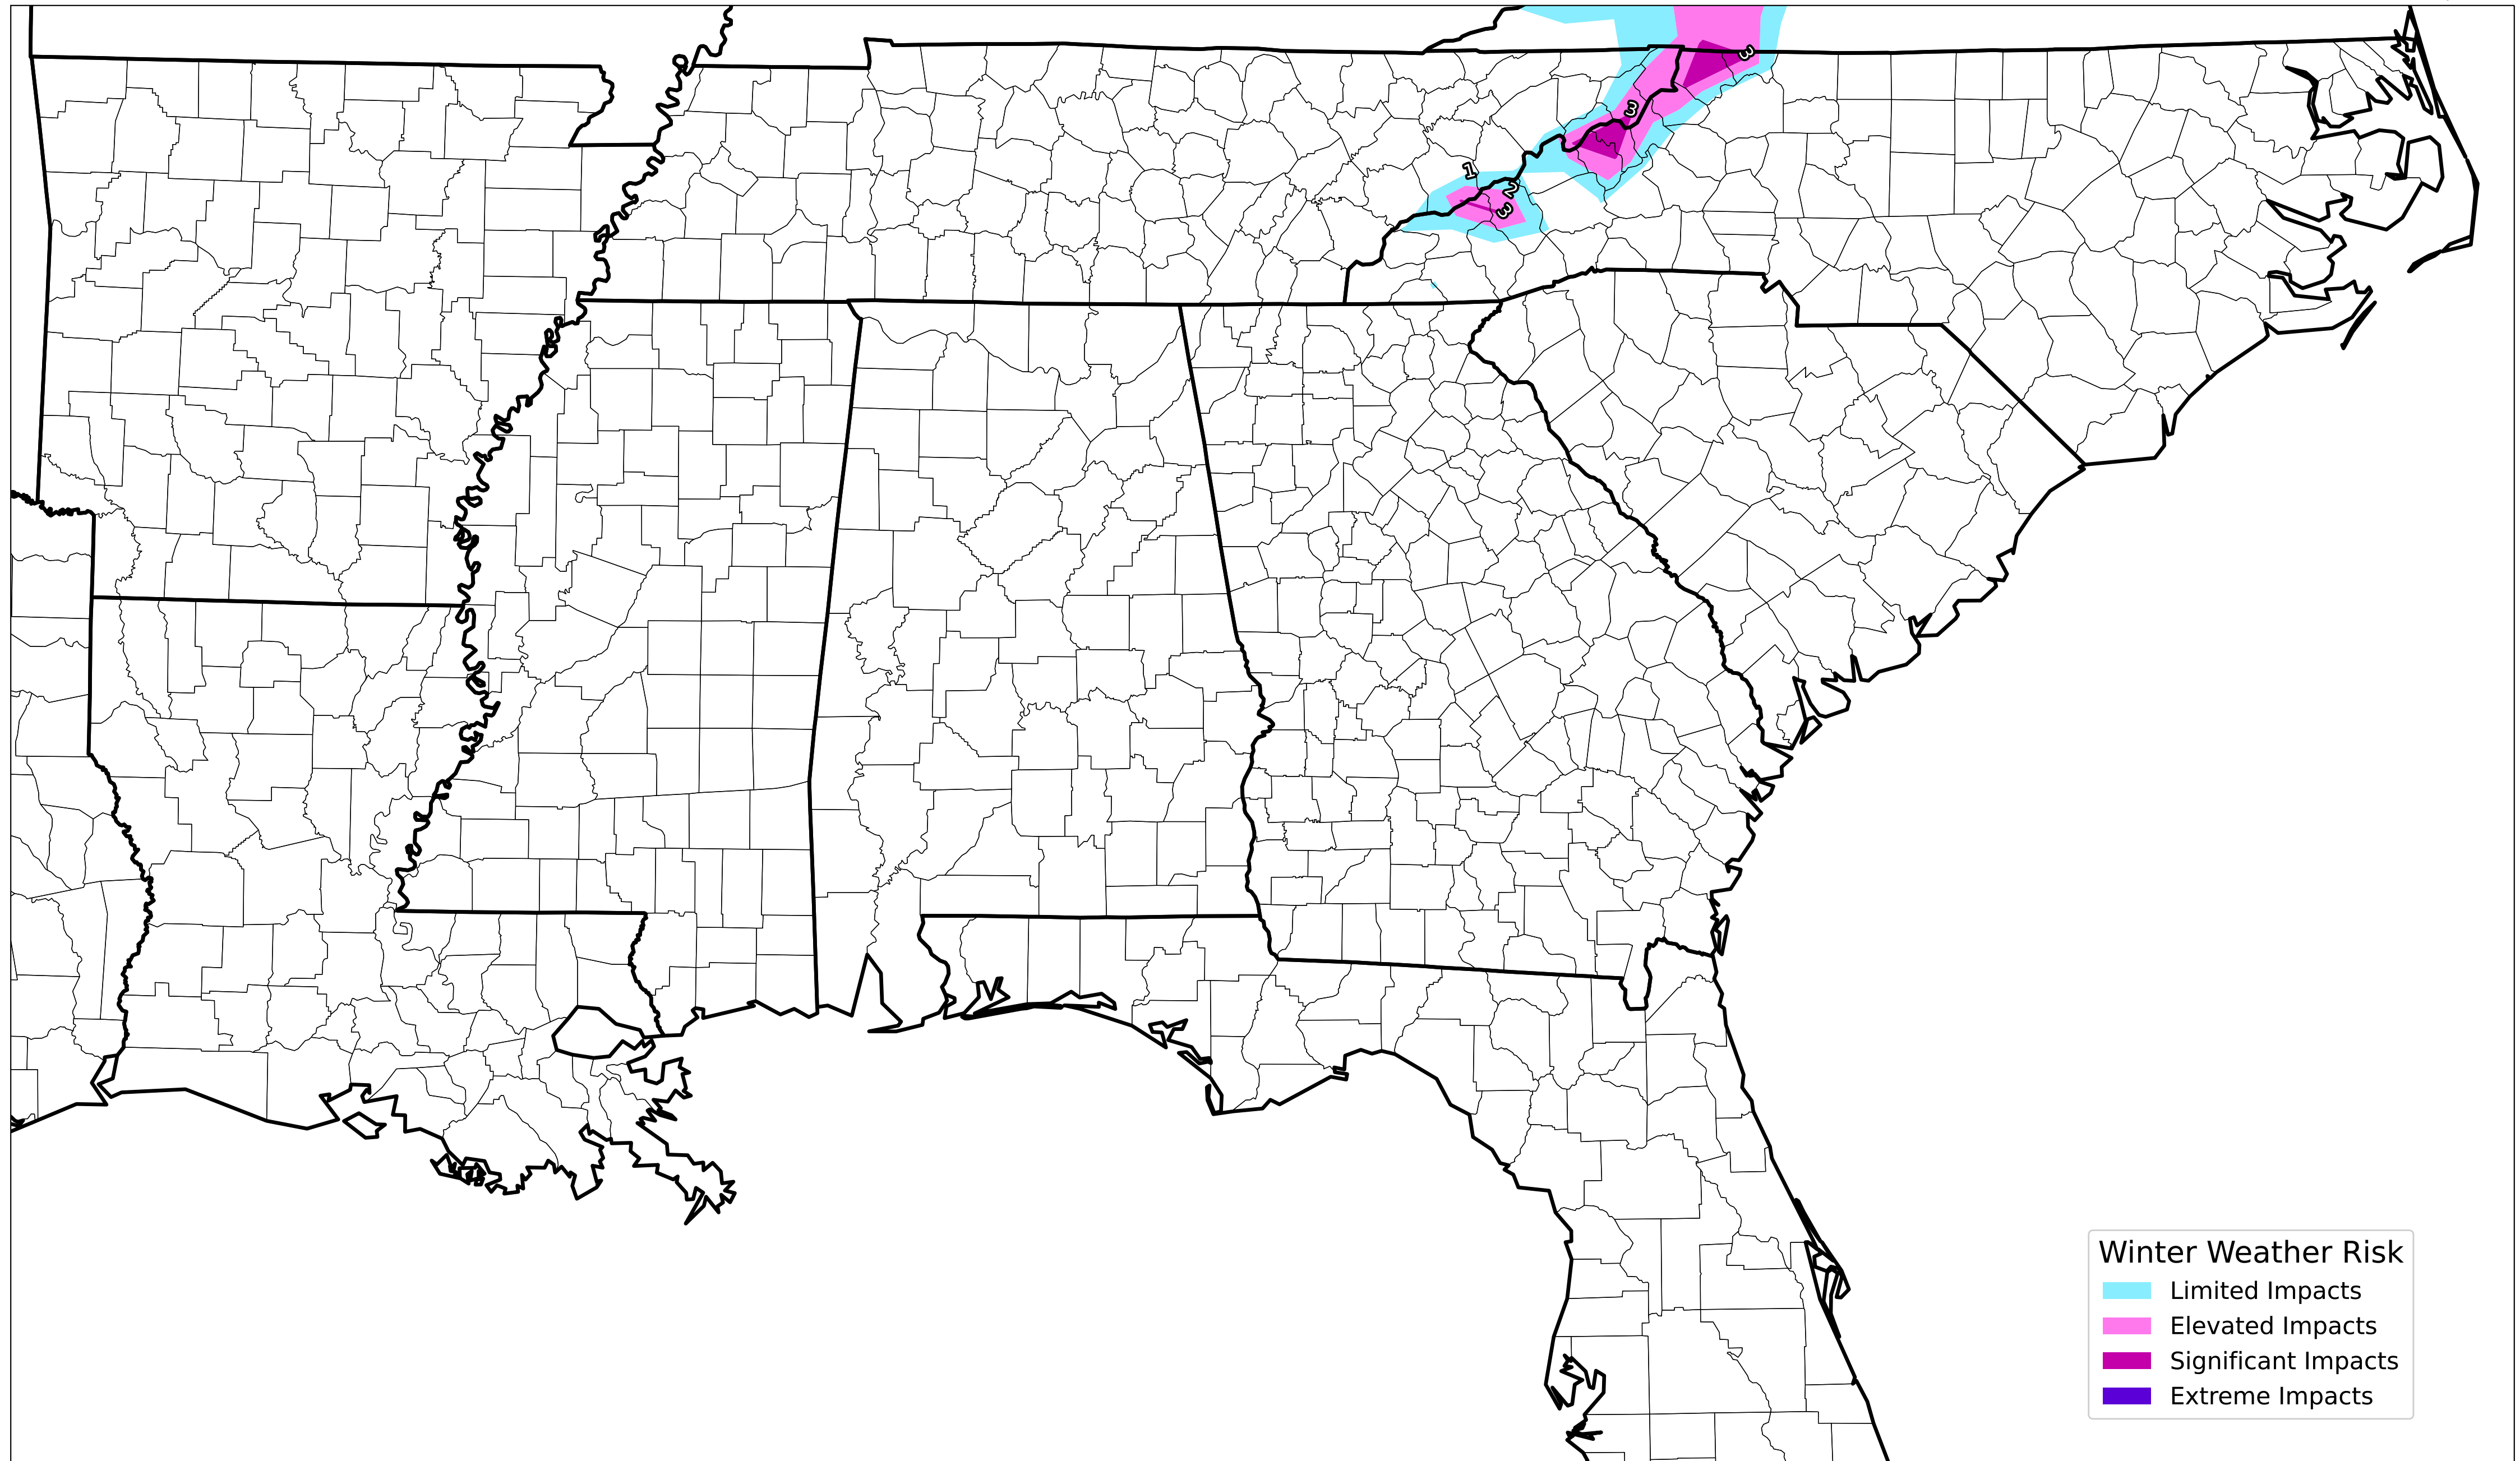 3
3
1
2
3
Winter Weather Risk
Limited Impacts
Elevated Impacts
Significant Impacts
Extreme Impacts